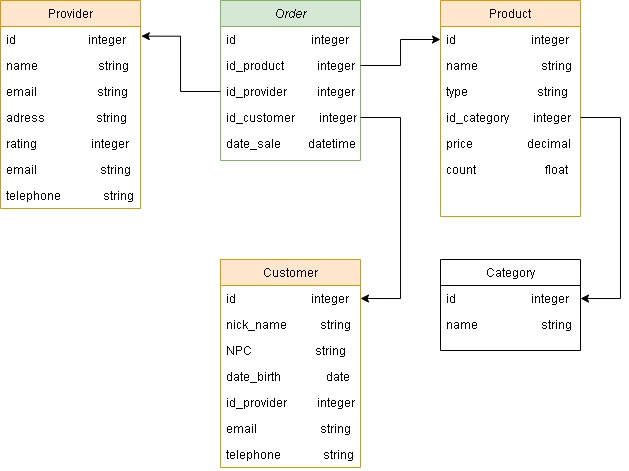 Provider
id integer
name string
email string
adress string
rating integer
email string
telephone string
Order
id integer
id_product integer
id_provider integer
id_customer integer
date_sale datetime
Product
id integer
name string
type string
id_category integer
price decimal
count float
Customer
id integer
nick_name string
NPC string
date_birth date
id_provider integer
email string
telephone string
Category
id integer
name string